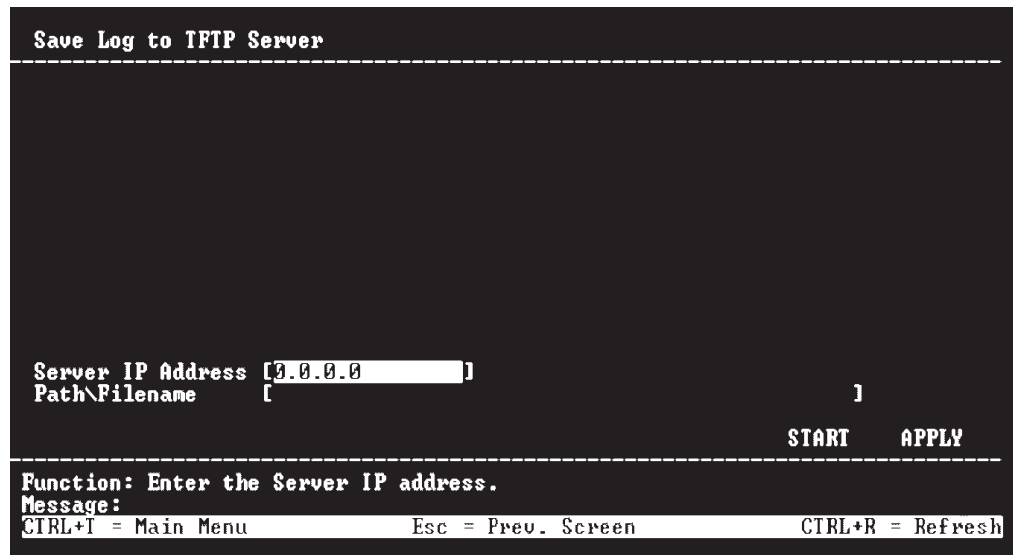 Save Log to TFTP Server
Server IP Address [0.0.0.0 ]
Path\Filename [ ]
START APPLY
Function: Enter the Server IP address.
Message:
CTRL+T = Main Menu Esc = Prev. Screen CTRL+R = Refresh